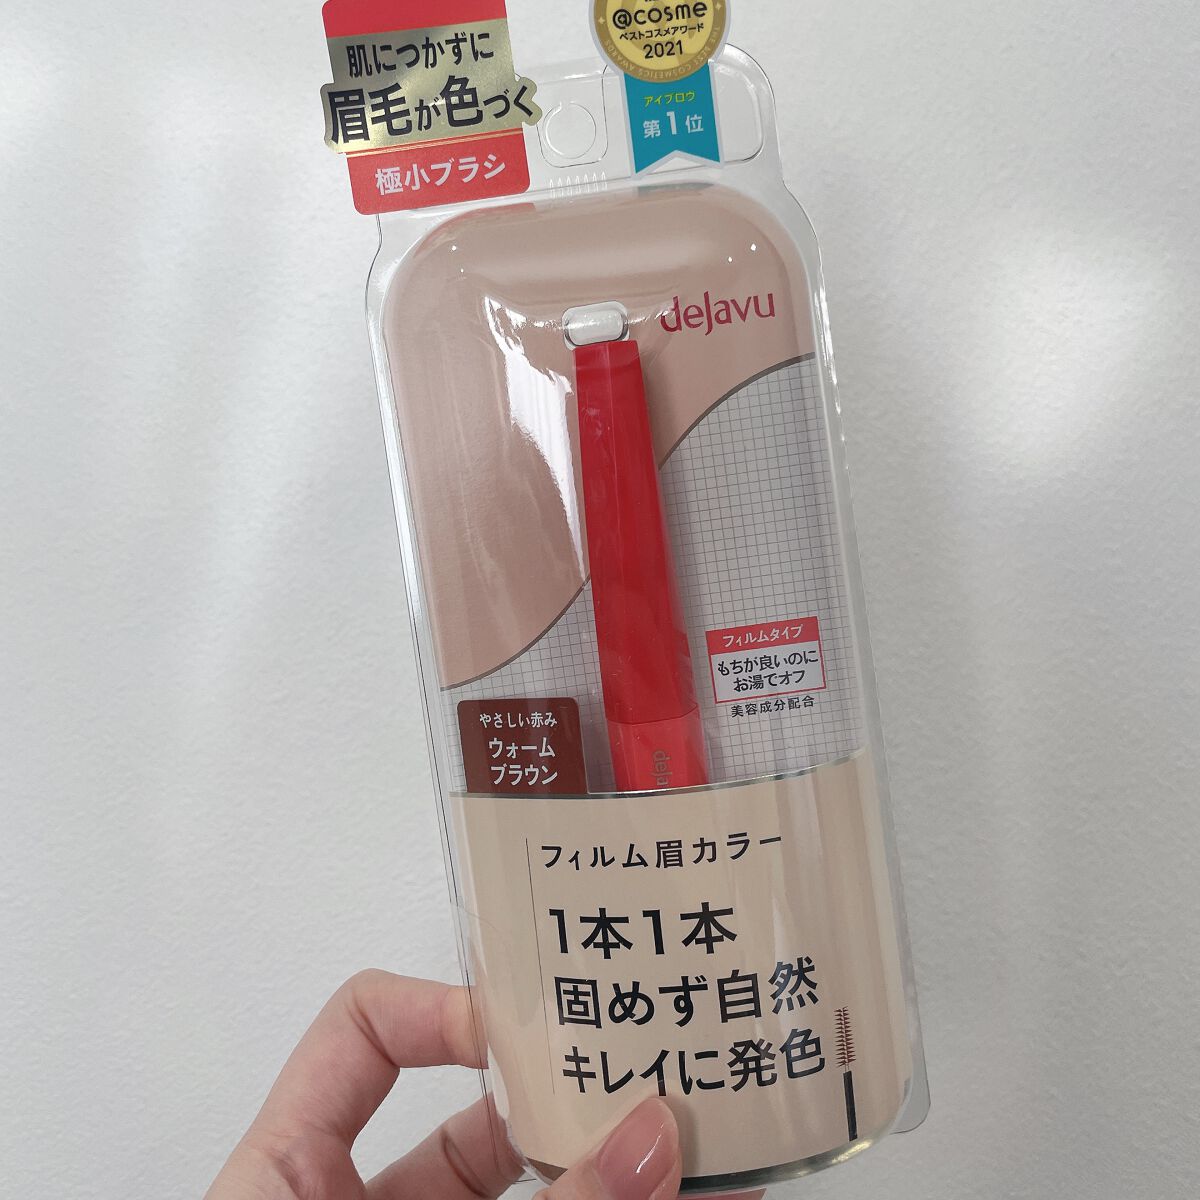 肌につかずに
眉毛が色づく
極小ブラシ
@cosme
ベストコスメアワード
2021
THE BEST COSMETICS AWARDS
アイブロウ
第1位
dejavu
フィルムタイプ
もちが良いのに
お湯でオフ
美容成分配合
やさしい赤み
ウォーム
ブラウン
deja
フィルム眉カラー
1本1本
固めず自然
キレイに発色